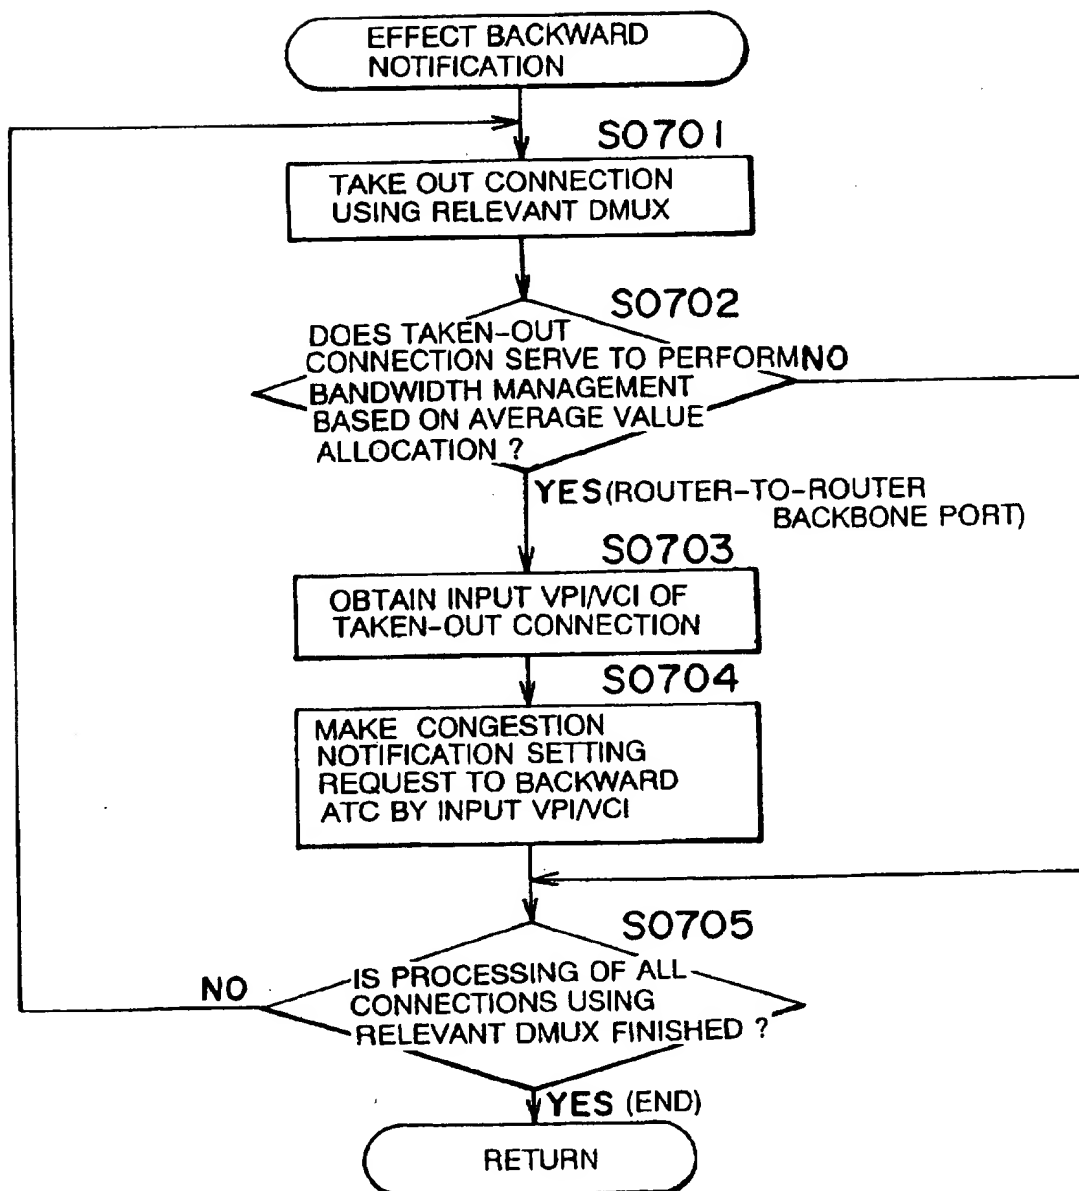 EFFECT BACKWARD
NOTIFICATION
S0701
TAKE OUT CONNECTION
USING RELEVANT DMUX
S0702
DOES TAKEN-OUT
CONNECTION SERVE TO PERFORM
NO
BANDWIDTH MANAGEMENT
BASED ON AVERAGE VALUE
ALLOCATION ?
YES (ROUTER-TO-ROUTER
BACKBONE PORT)
S0703
OBTAIN INPUT VPI/VCI OF
TAKEN-OUT CONNECTION
S0704
MAKE CONGESTION
NOTIFICATION SETTING
REQUEST TO BACKWARD
ATC BY INPUT VPI/VCI
S0705
NO
IS PROCESSING OF ALL
CONNECTIONS USING
RELEVANT DMUX FINISHED ?
YES (END)
RETURN